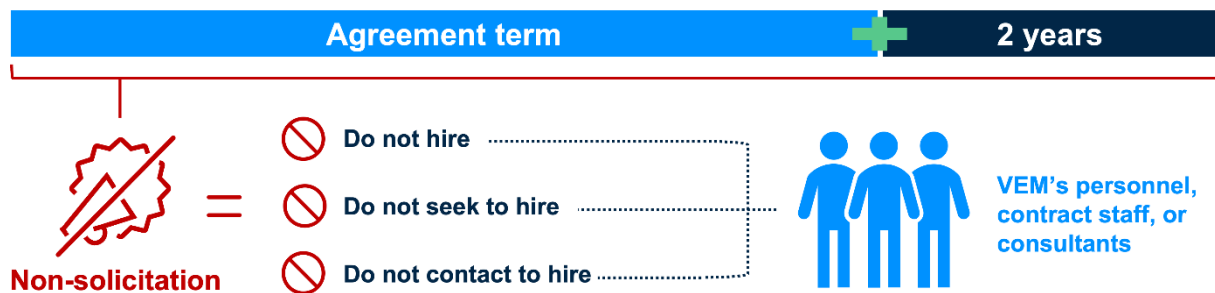 Agreement term
2 years
Do not hire
Do not seek to hire
Do not contact to hire
Non-solicitation
VEM's personnel,
contract staff, or
consultants